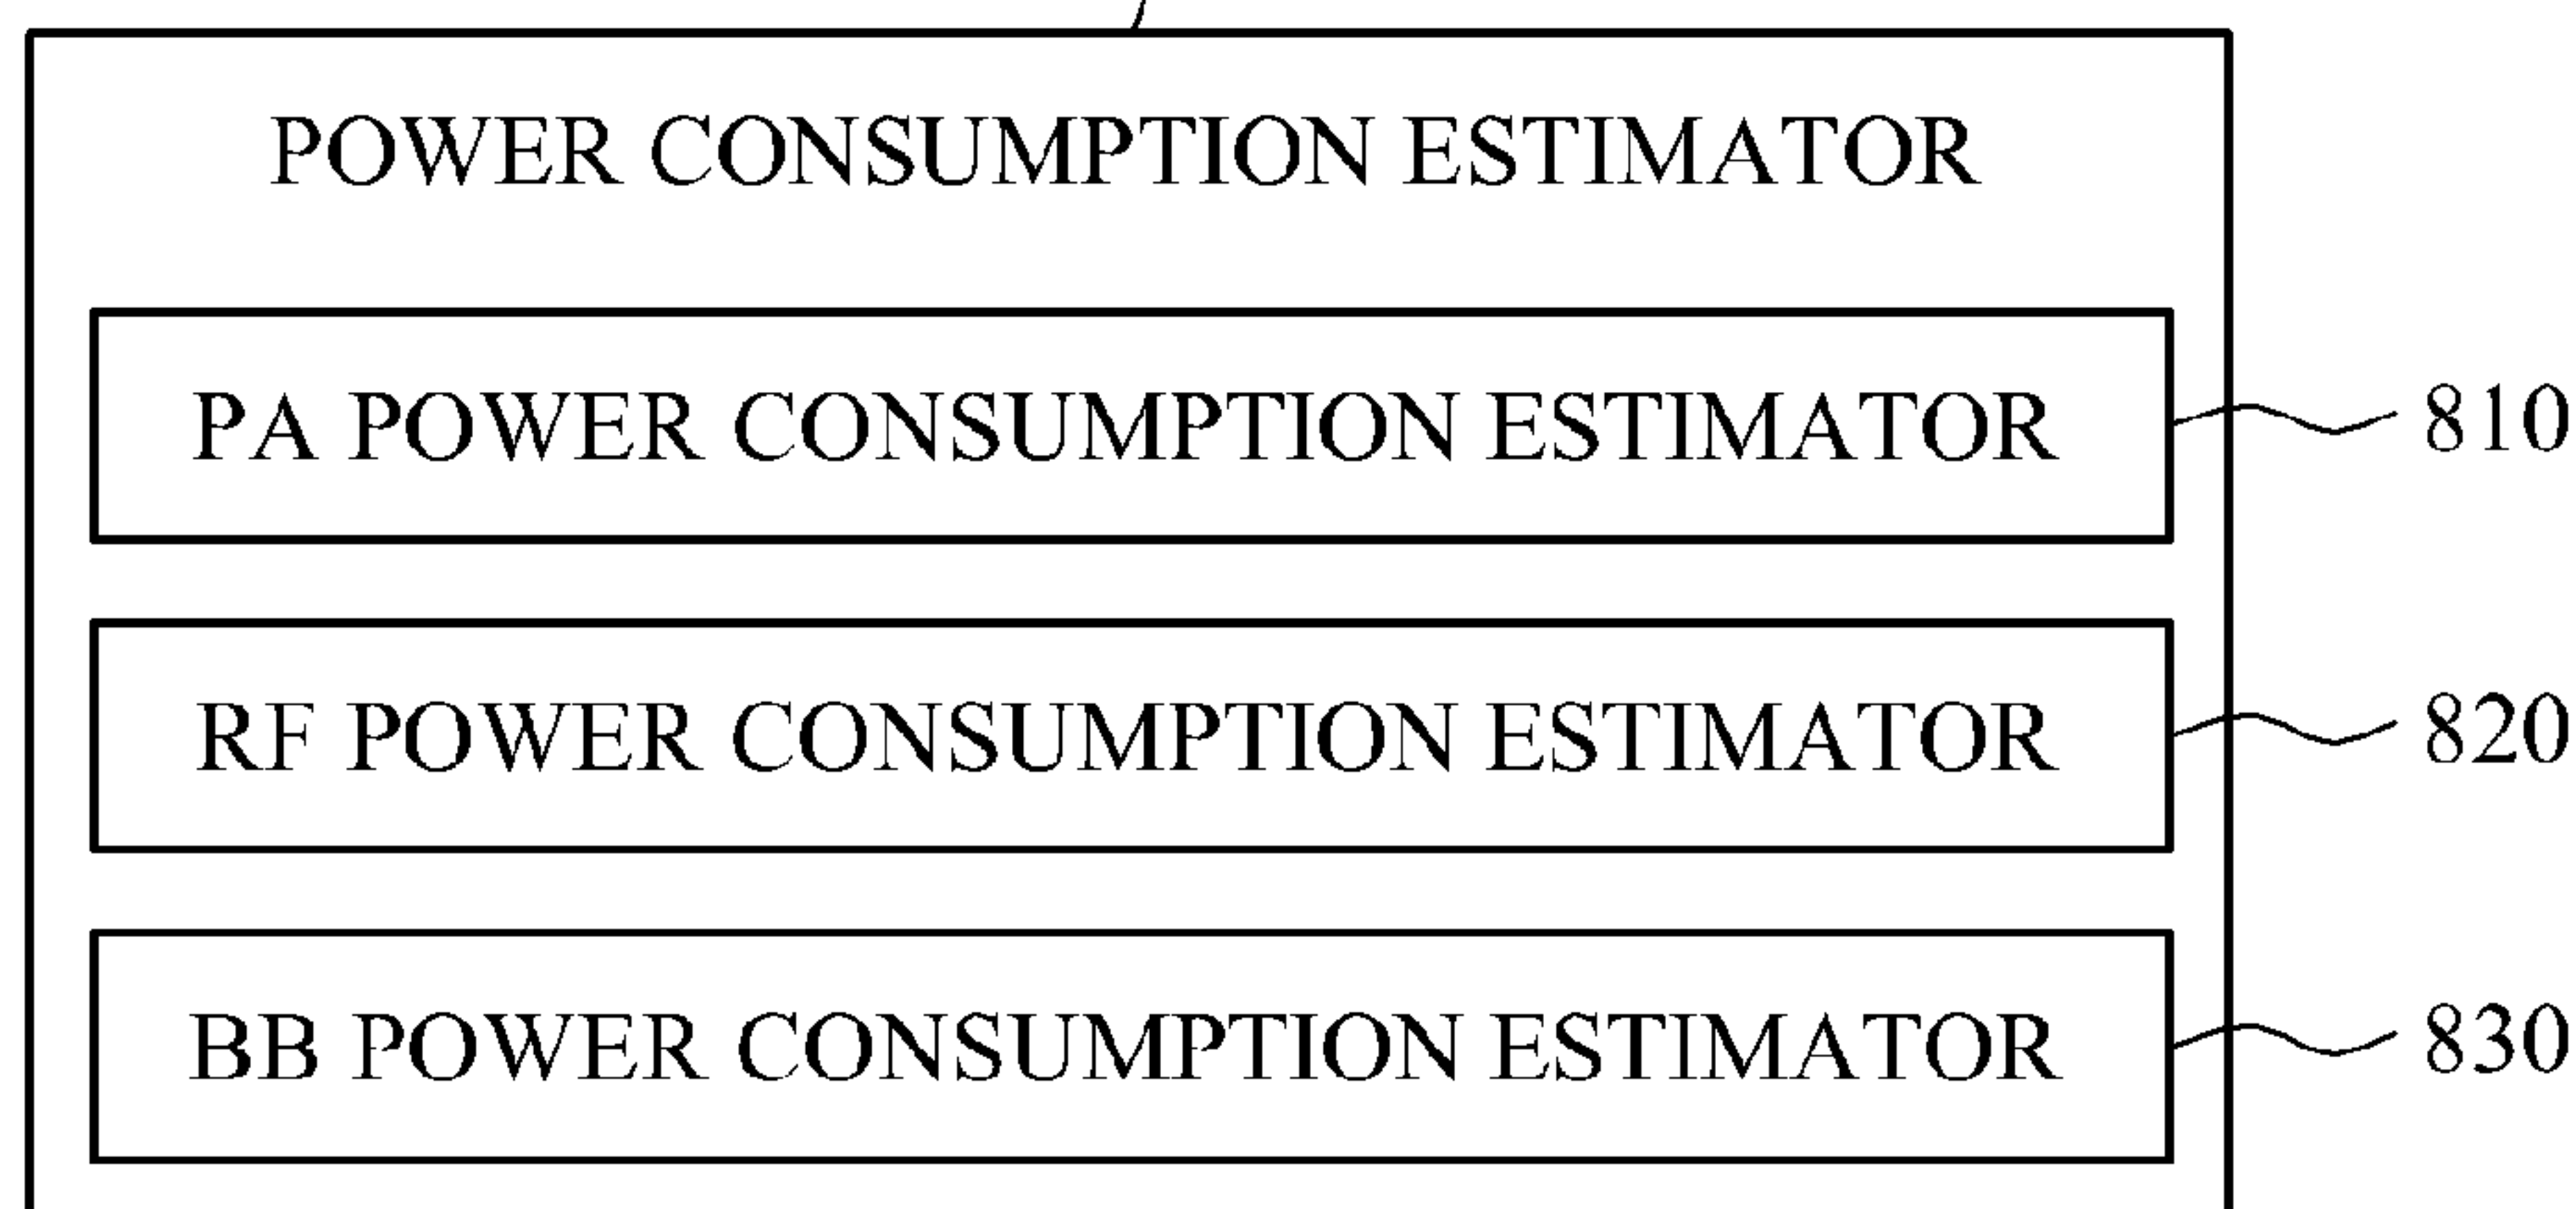 POWER CONSUMPTION ESTIMATOR
PA POWER CONSUMPTION ESTIMATOR
810
RF POWER CONSUMPTION ESTIMATOR
820
BB POWER CONSUMPTION ESTIMATOR
830